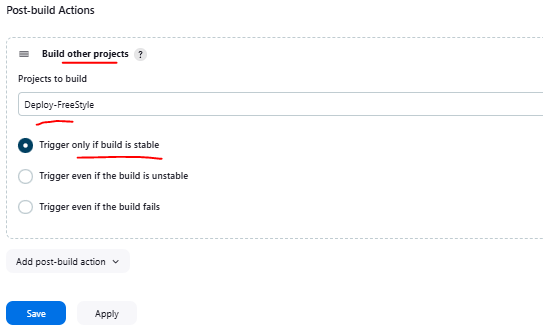 Post-build Actions
Build other projects ?
Projects to build
Deploy-FreeStyle
Trigger only if build is stable
Trigger even if the build is unstable
Trigger even if the build fails
Add post-build action
Save Apply